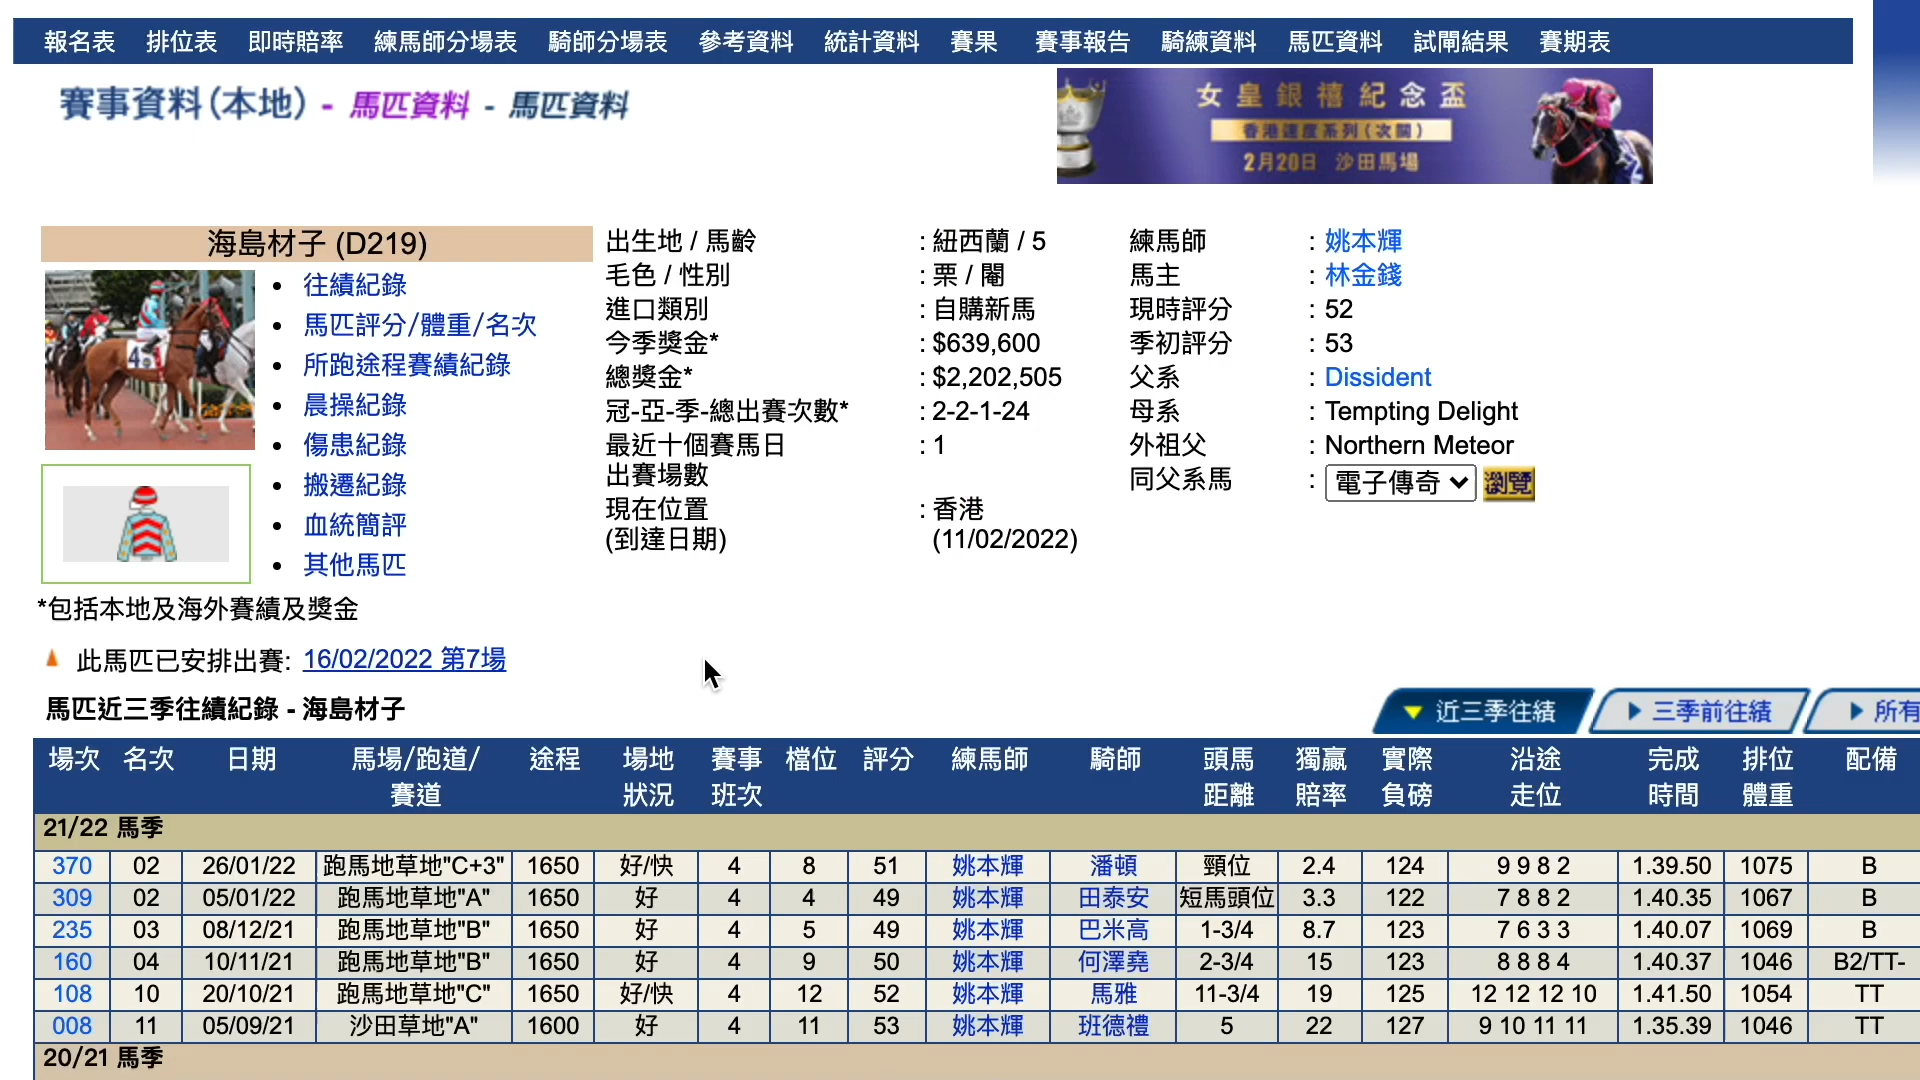 報名表 排位表 即時賠率 練馬師分場表 騎師分場表 參考資料 統計資料 賽果 賽事報告 騎練資料 馬匹資料 試閘結果 賽期表
賽事資料(本地) - 馬匹資料 - 馬匹資料
女皇銀禧紀念盃
香港速度系列(次關)
2月20日 沙田馬場
海島材子 (D219)
往績紀錄
馬匹評分/體重/名次
所跑途程賽績紀錄
晨操紀錄
傷患紀錄
搬遷紀錄
血統簡評
其他馬匹
出生地 / 馬齡 : 紐西蘭 / 5
毛色 / 性別 : 栗 / 閹
進口類別 : 自購新馬
今季獎金* : $639,600
總獎金* : $2,202,505
冠-亞-季-總出賽次數* : 2-2-1-24
最近十個賽馬日 : 1
出賽場數
現在位置 : 香港
(到達日期) (11/02/2022)
練馬師 : 姚本輝
馬主 : 林金錢
現時評分 : 52
季初評分 : 53
父系 : Dissident
母系 : Tempting Delight
外祖父 : Northern Meteor
同父系馬 : 電子傳奇 瀏覽
4
*包括本地及海外賽績及獎金
此馬匹已安排出賽: 16/02/2022 第7場
馬匹近三季往績紀錄 - 海島材子
近三季往績 三季前往績 所有
場次 名次 日期 馬場/跑道/ 途程 場地 賽事 檔位 評分 練馬師 騎師 頭馬 獨贏 實際 沿途 完成 排位 配備
賽道 狀況 班次 距離 賠率 負磅 走位 時間 體重
21/22 馬季
370 02 26/01/22 跑馬地草地"C+3" 1650 好/快 4 8 51 姚本輝 潘頓 頸位 2.4 124 9 9 8 2 1.39.50 1075 B
309 02 05/01/22 跑馬地草地"A" 1650 好 4 4 49 姚本輝 田泰安 短馬頭位 3.3 122 7 8 8 2 1.40.35 1067 B
235 03 08/12/21 跑馬地草地"B" 1650 好 4 5 49 姚本輝 巴米高 1-3/4 8.7 123 7 6 3 3 1.40.07 1069 B
160 04 10/11/21 跑馬地草地"B" 1650 好 4 9 50 姚本輝 何澤堯 2-3/4 15 123 8 8 8 4 1.40.37 1046 B2/TT-
108 10 20/10/21 跑馬地草地"C" 1650 好/快 4 12 52 姚本輝 馬雅 11-3/4 19 125 12 12 12 10 1.41.50 1054 TT
008 11 05/09/21 沙田草地"A" 1600 好 4 11 53 姚本輝 班德禮 5 22 127 9 10 11 11 1.35.39 1046 TT
20/21 馬季